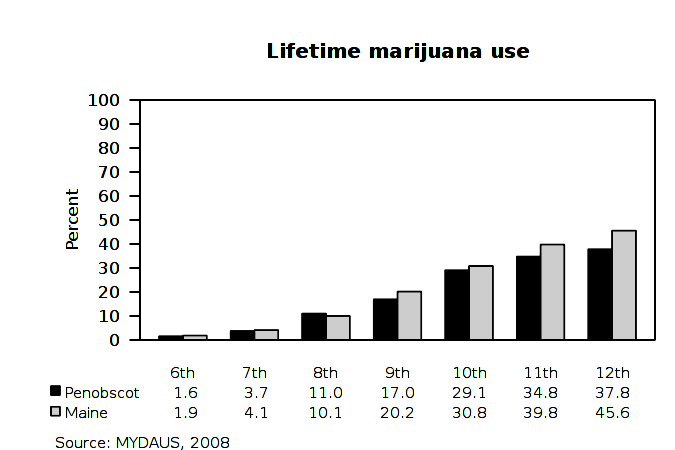 Lifetime marijuana use
100
90
80
70
60
50
40
30
20
10
0
Percent
6th 7th 8th 9th 10th 11th 12th
Penobscot 1.6 3.7 11.0 17.0 29.1 34.8 37.8
Maine 1.9 4.1 10.1 20.2 30.8 39.8 45.6
Source: MYDAUS, 2008